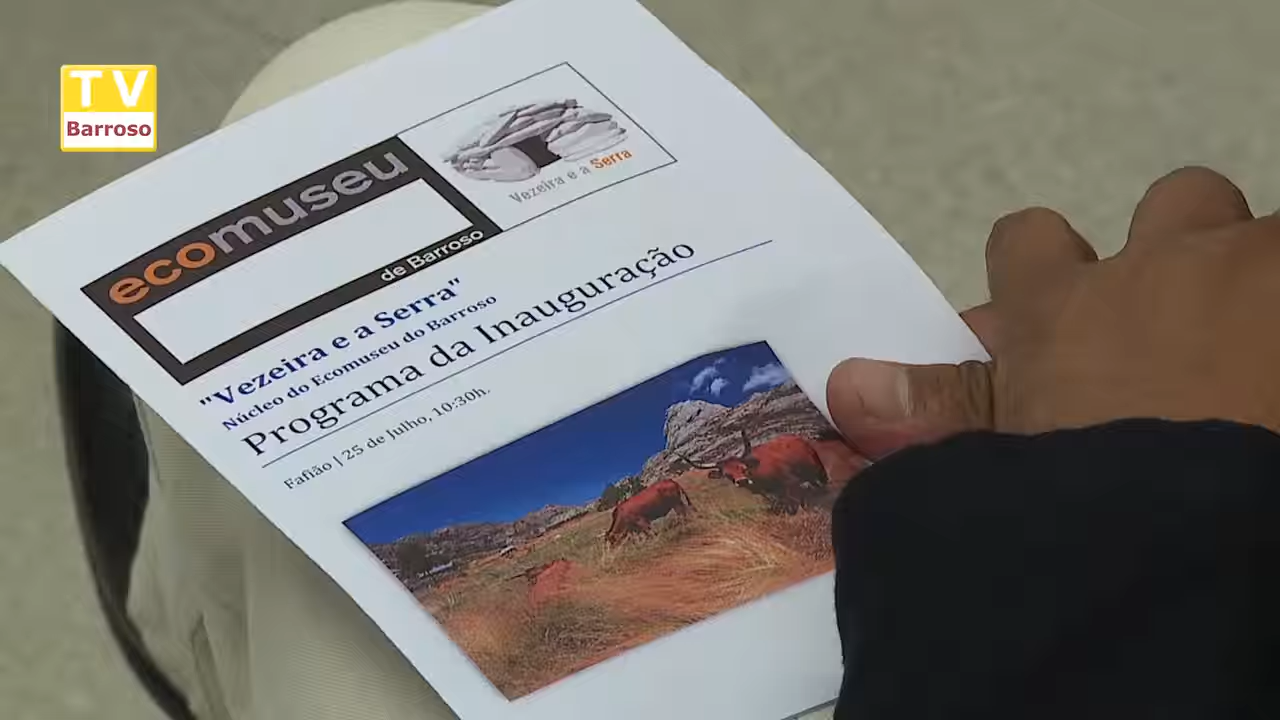 TV
Barroso
ecomuseu
de Barroso
Vezeira e a Serra
"Vezeira e a Serra"
Núcleo do Ecomuseu do Barroso
Programa da Inauguração
Fafião | 25 de Julho, 10:30h.